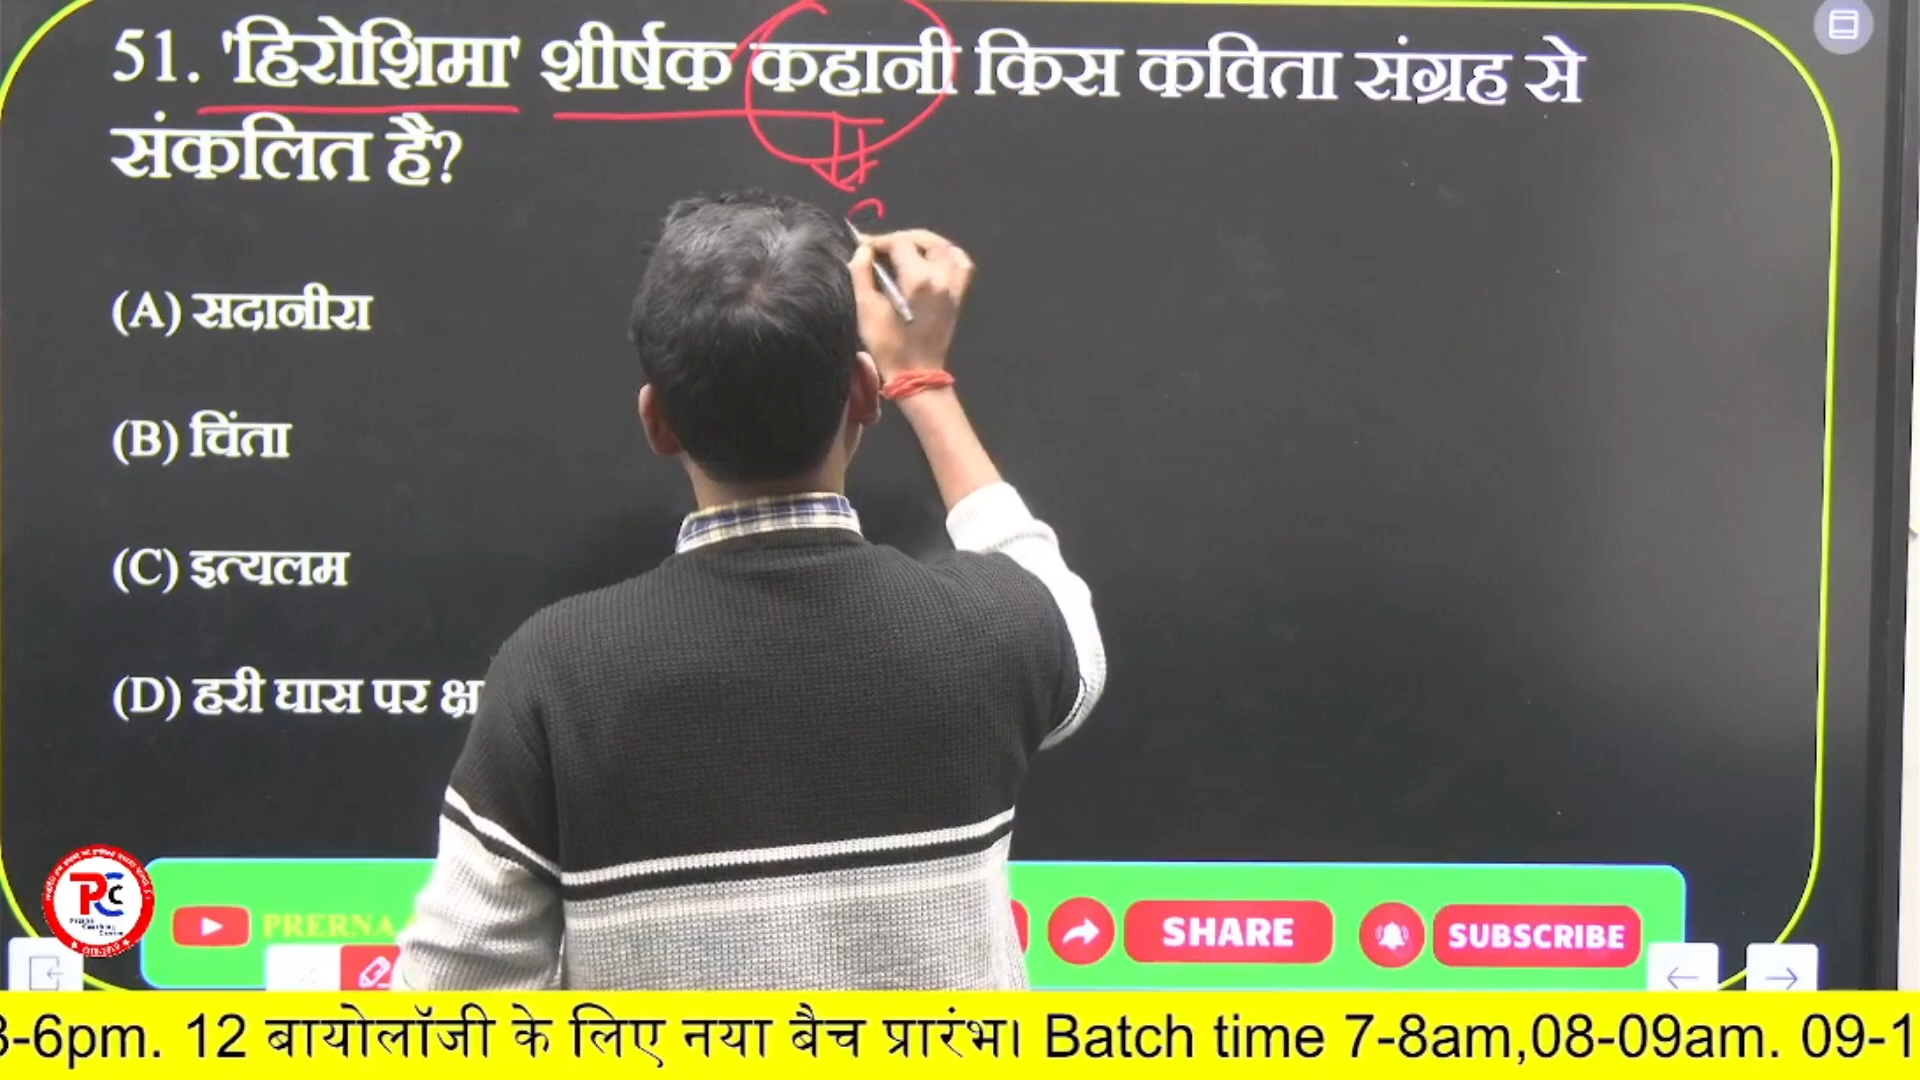 51. 'हिरोशिमा' शीर्षक कहानी किस कविता संग्रह से
संकलित है?
(A) सदानीरा
(B) चिंता
(C) इत्यलम
(D) हरी घास पर क्ष
PRERNA
SHARE
SUBSCRIBE
3-6pm. 12 बायोलॉजी के लिए नया बैच प्रारंभ। Batch time 7-8am,08-09am. 09-1